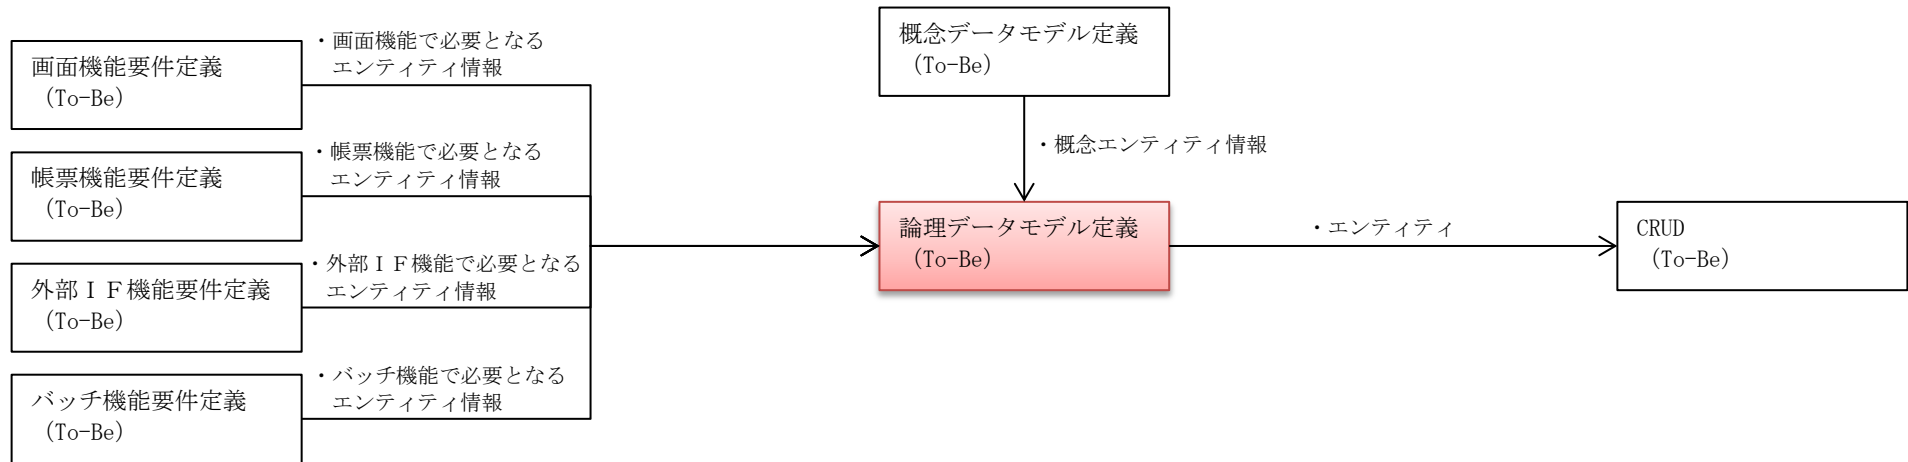 画面機能要件定義
（To-Be）
・画面機能で必要となる
エンティティ情報
帳票機能要件定義
（To-Be）
・帳票機能で必要となる
エンティティ情報
外部ＩＦ機能要件定義
（To-Be）
・外部ＩＦ機能で必要となる
エンティティ情報
バッチ機能要件定義
（To-Be）
・バッチ機能で必要となる
エンティティ情報
概念データモデル定義
（To-Be）
・概念エンティティ情報
論理データモデル定義
（To-Be）
・エンティティ
CRUD
（To-Be）